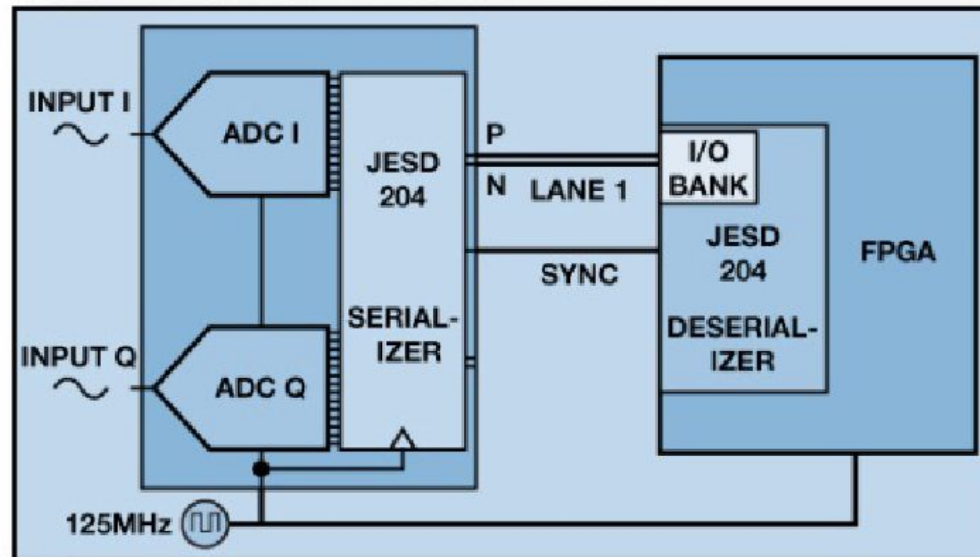 INPUT I
ADC I
JESD
204
SERIAL-
IZER
INPUT Q
ADC Q
125MHz
P
N
LANE 1
SYNC
I/O
BANK
JESD
204
DESERIAL-
IZER
FPGA